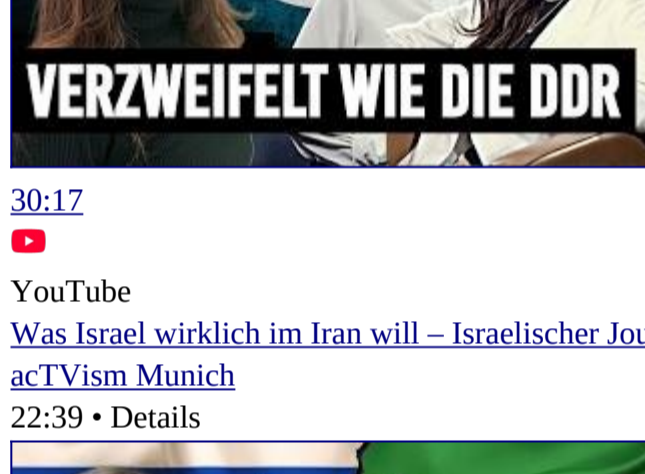 VERZWEIFELT WIE DIE DDR
30:17
YouTube
Was Israel wirklich im Iran will – Israelischer
acTVism Munich
22:39 • Details